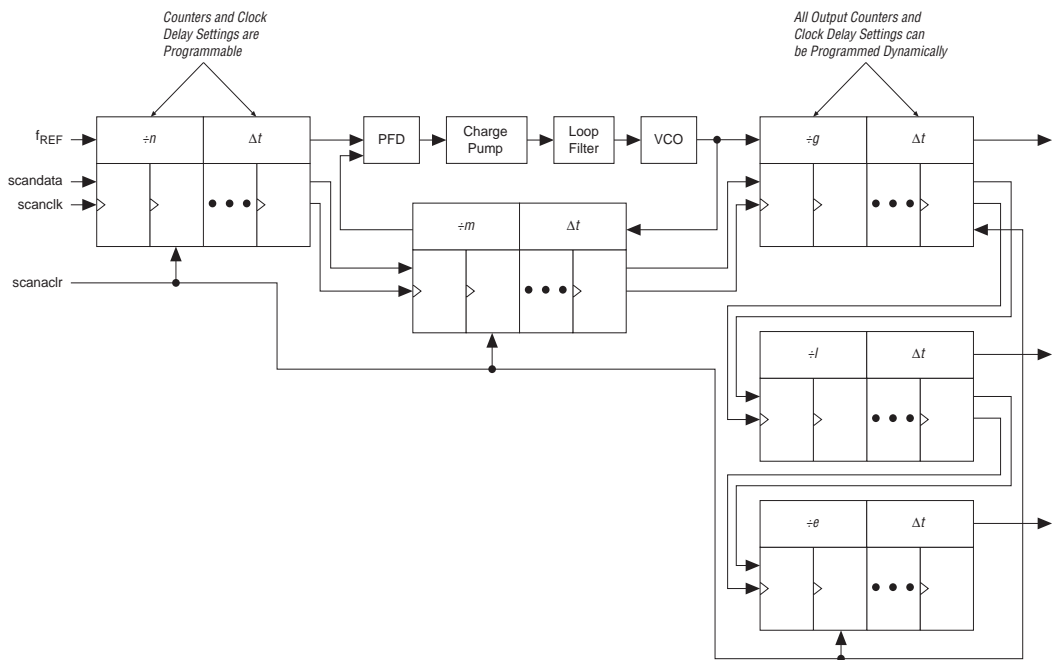 Counters and Clock
Delay Settings are
Programmable
All Output Counters and
Clock Delay Settings can
be Programmed Dynamically
fREF
÷n
Δt
PFD
Charge
Pump
Loop
Filter
VCO
÷g
Δt
scandata
scanclk
÷m
Δt
scanaclr
÷l
Δt
÷e
Δt